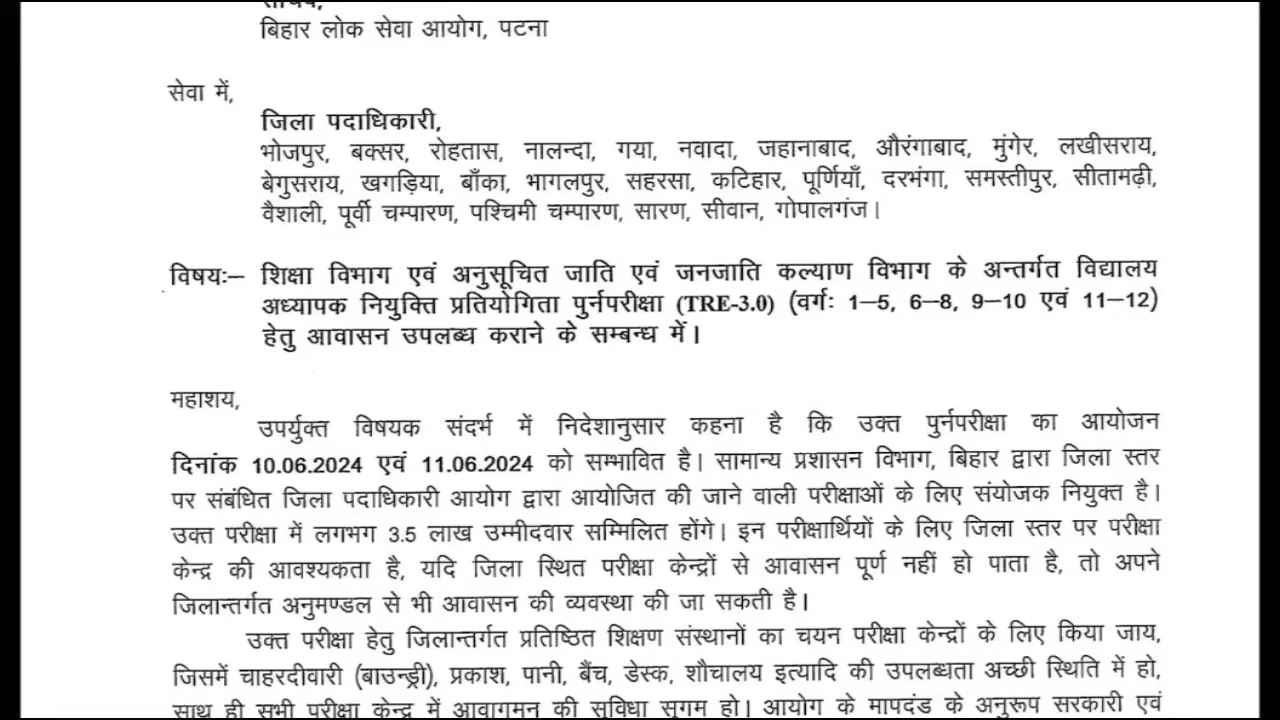 सचिव,
बिहार लोक सेवा आयोग, पटना
सेवा में,
जिला पदाधिकारी,
भोजपुर, बक्सर, रोहतास, नालन्दा, गया, नवादा, जहानाबाद, औरंगाबाद, मुंगेर, लखीसराय,
बेगुसराय, खगड़िया, बाँका, भागलपुर, सहरसा, कटिहार, पूर्णियाँ, दरभंगा, समस्तीपुर, सीतामढ़ी,
वैशाली, पूर्वी चम्पारण, पश्चिमी चम्पारण, सारण, सीवान, गोपालगंज।
विषयः– शिक्षा विभाग एवं अनुसूचित जाति एवं जनजाति कल्याण विभाग के अन्तर्गत विद्यालय
अध्यापक नियुक्ति प्रतियोगिता पुर्नपरीक्षा (TRE-3.0) (वर्गः 1–5, 6–8, 9–10 एवं 11–12)
हेतु आवासन उपलब्ध कराने के सम्बन्ध में।
महाशय,
उपर्युक्त विषयक संदर्भ में निदेशानुसार कहना है कि उक्त पुर्नपरीक्षा का आयोजन
दिनांक 10.06.2024 एवं 11.06.2024 को सम्भावित है। सामान्य प्रशासन विभाग, बिहार द्वारा जिला स्तर
पर संबंधित जिला पदाधिकारी आयोग द्वारा आयोजित की जाने वाली परीक्षाओं के लिए संयोजक नियुक्त है।
उक्त परीक्षा में लगभग 3.5 लाख उम्मीदवार सम्मिलित होंगे। इन परीक्षार्थियों के लिए जिला स्तर पर परीक्षा
केन्द्र की आवश्यकता है, यदि जिला स्थित परीक्षा केन्द्रों से आवासन पूर्ण नहीं हो पाता है, तो अपने
जिलान्तर्गत अनुमण्डल से भी आवासन की व्यवस्था की जा सकती है।
उक्त परीक्षा हेतु जिलान्तर्गत प्रतिष्ठित शिक्षण संस्थानों का चयन परीक्षा केन्द्रों के लिए किया जाय,
जिसमें चाहरदीवारी (बाउन्ड्री), प्रकाश, पानी, बैंच, डेस्क, शौचालय इत्यादि की उपलब्धता अच्छी स्थिति में हो,
साथ ही सभी परीक्षा केन्द्र में आवागमन की सुविधा सुगम हो। आयोग के मापदंड के अनुरूप सरकारी एवं